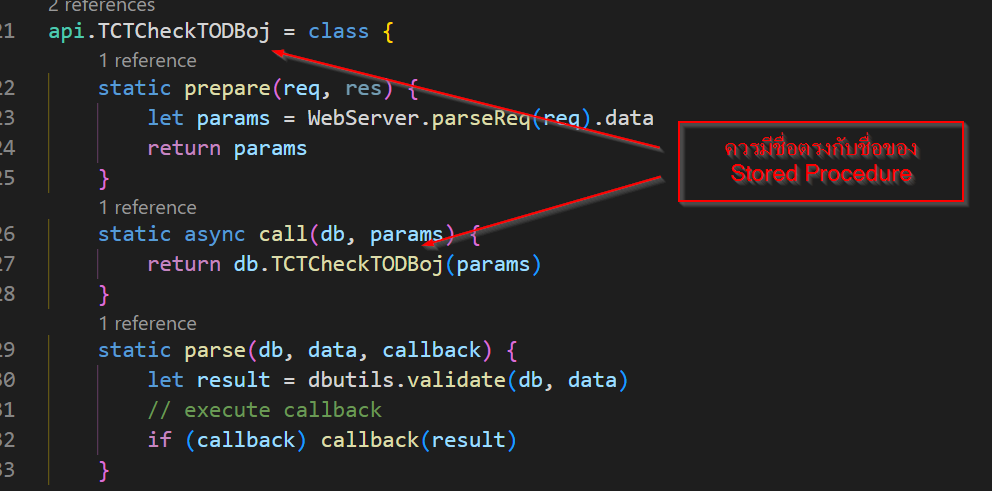 2 references
21 api.TCTCheckTODBoj = class {
1 reference
22 static prepare(req, res) {
23 let params = WebServer.parseReq(req).data
24 return params
25 }
1 reference
26 static async call(db, params) {
27 return db.TCTCheckTODBoj(params)
28 }
1 reference
29 static parse(db, data, callback) {
30 let result = dbutils.validate(db, data)
31 // execute callback
32 if (callback) callback(result)
33 }
ควรมีชื่อตรงกับชื่อของ
Stored Procedure